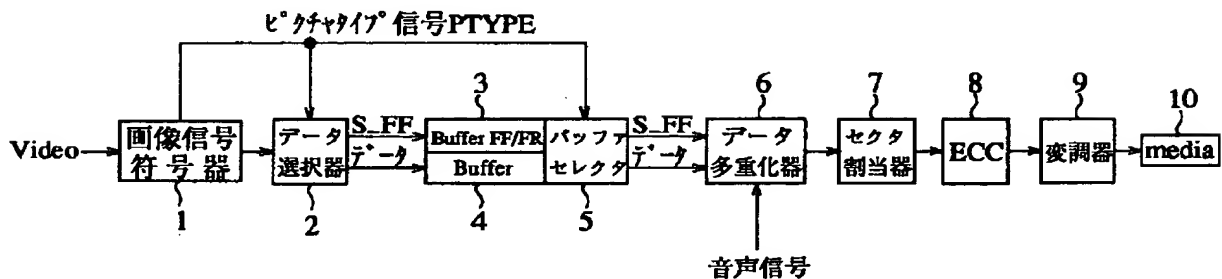 ﾋﾟｸﾁｬﾀｲﾌﾟ 信号PTYPE
3
6
7
8
9
10
Video
画像信号
符号器
データ
選択器
S_FF
データ
Buffer FF/FR
Buffer
バッファ
セレクタ
S_FF
データ
データ
多重化器
セクタ
割当器
ECC
変調器
media
1
2
4
5
音声信号